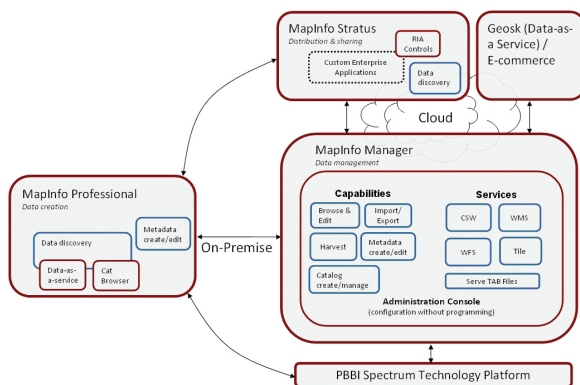 MapInfo Stratus
Distribution & sharing
RIA
Controls
Custom Enterprise
Applications
Data
discovery
Geosk (Data-as-
a Service) /
E-commerce
Cloud
MapInfo Manager
Data management
Capabilities
Browse &
Edit
Import/
Export
Harvest
Metadata
create/edit
Catalog
create/manage
Services
CSW
WMS
WFS
Tile
Serve TAB Files
Administration Console
(configuration without programming)
MapInfo Professional
Data creation
Metadata
create/edit
Data discovery
Data-as-
a-service
Cat
Browser
On-Premise
PBBI Spectrum Technology Platform